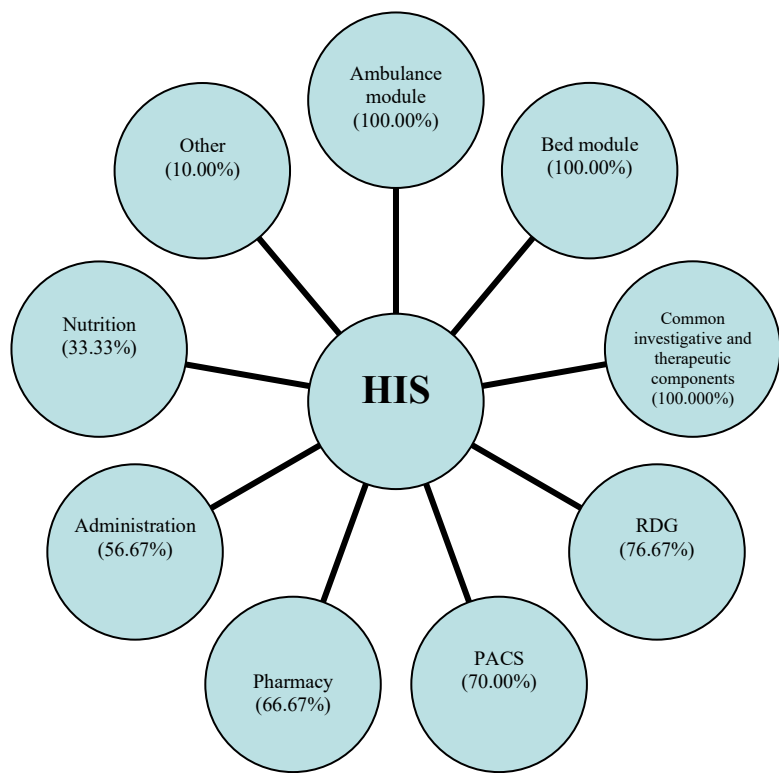 Ambulance
module
(100.00%)
Bed module
(100.00%)
Common
investigative and
therapeutic
components
(100.000%)
RDG
(76.67%)
PACS
(70.00%)
Pharmacy
(66.67%)
Administration
(56.67%)
Nutrition
(33.33%)
Other
(10.00%)
HIS